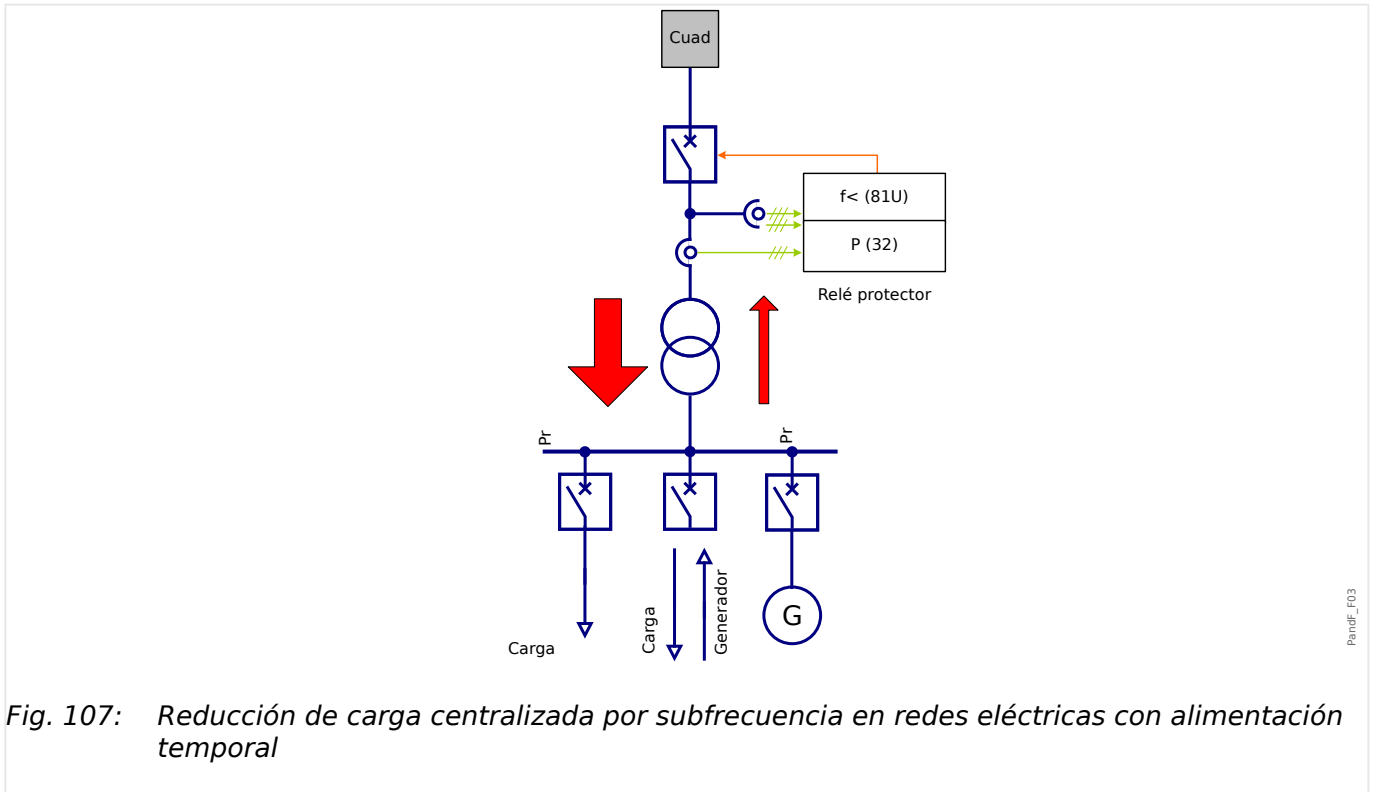 Cuad
f< (81U)
P (32)
Relé protector
Pr
Pr
Carga
Carga
Generador
G
PandF_F03
Fig. 107: Reducción de carga centralizada por subfrecuencia en redes eléctricas con alimentación
temporal